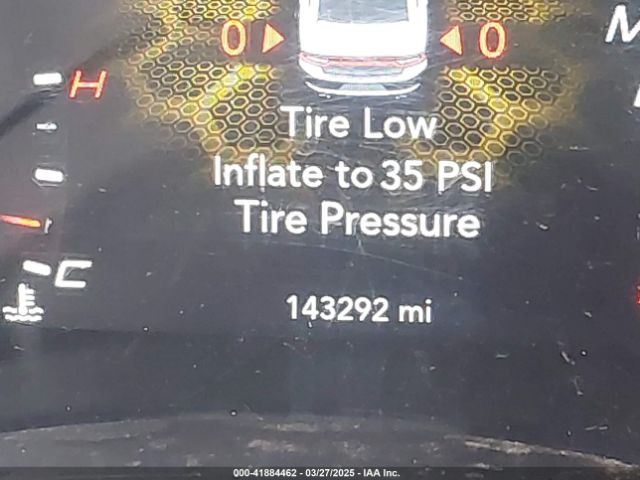 0 0
H
Tire Low
Inflate to 35 PSI
Tire Pressure
C
143292 mi
000-41884462 - 03/27/2025 - IAA Inc.